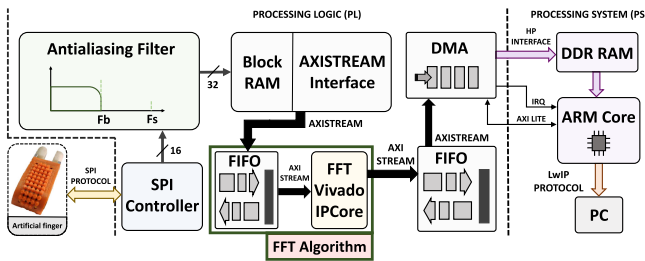 PROCESSING LOGIC (PL)
PROCESSING SYSTEM (PS
Antialiasing Filter
Fb
Fs
32
Block
RAM
AXISTREAM
Interface
DMA
HP
INTERFACE
DDR RAM
IRQ
AXI LITE
ARM Core
AXISTREAM
AXISTREAM
16
SPI
PROTOCOL
SPI
Controller
Artificial finger
FIFO
AXI
STREAM
FFT
Vivado
IPCore
AXI
STREAM
FIFO
FFT Algorithm
LwIP
PROTOCOL
PC